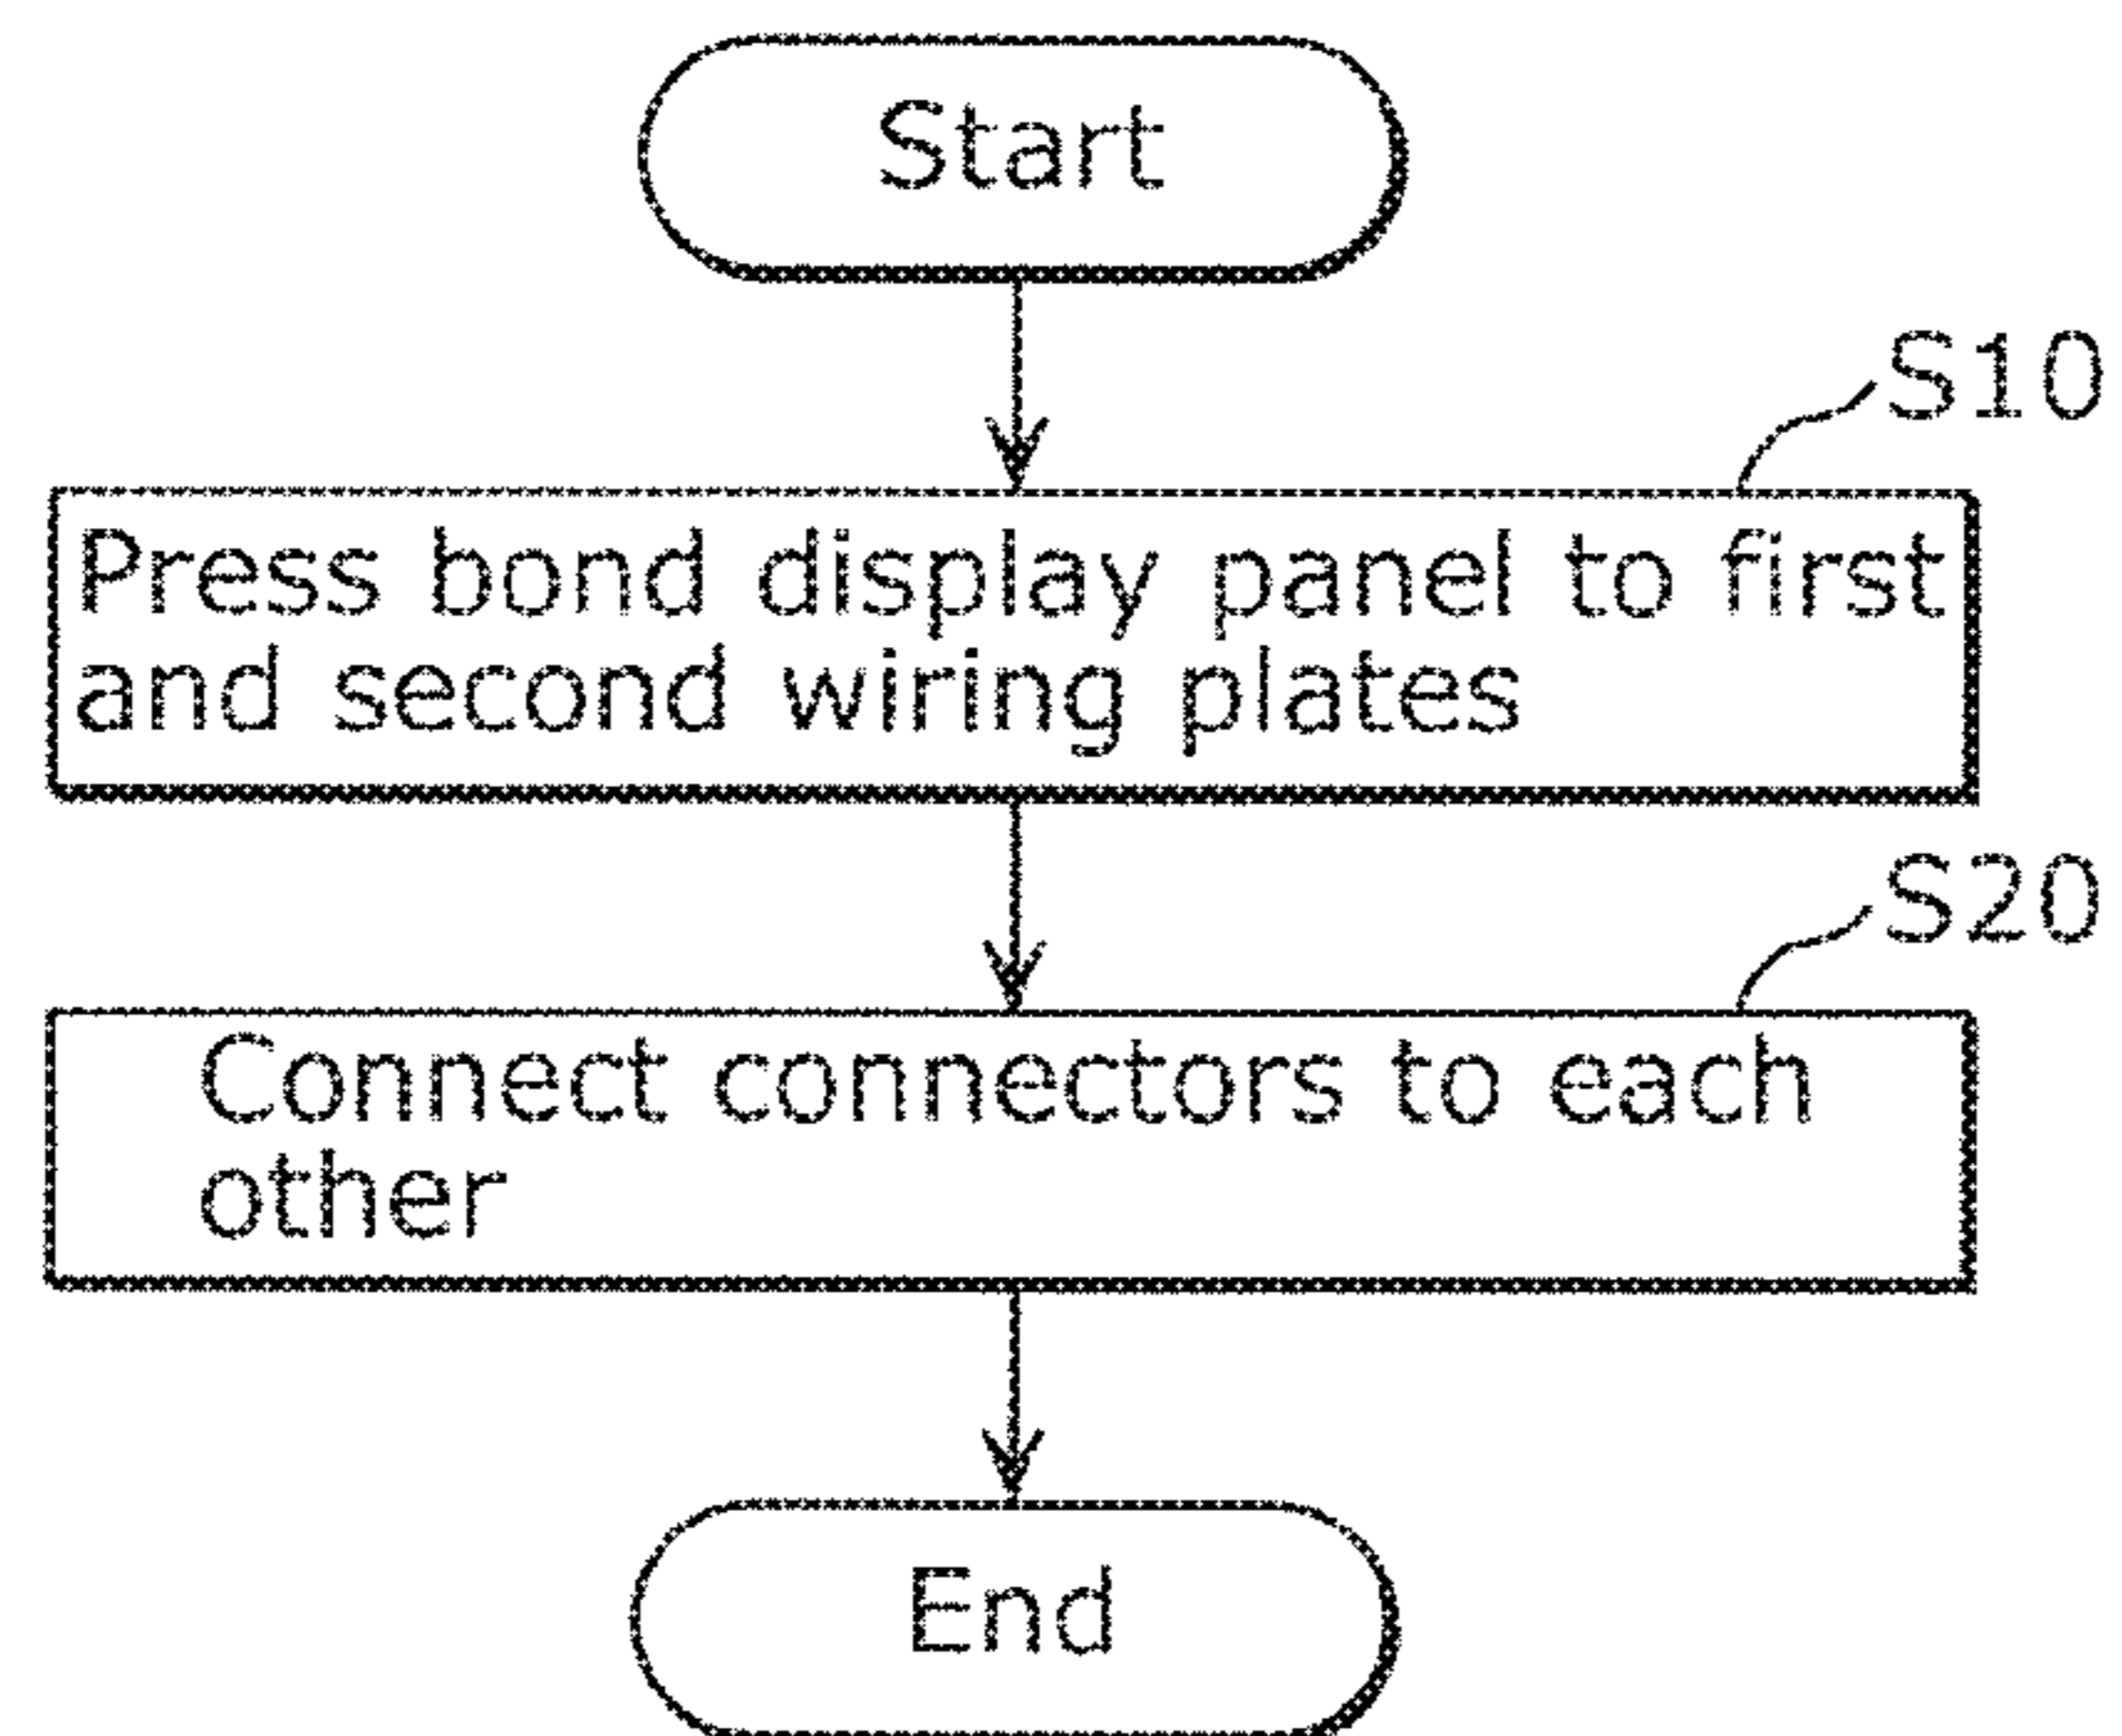 Start
S10
Press bond display panel to first
and second wiring plates
S20
Connect connectors to each
other
End